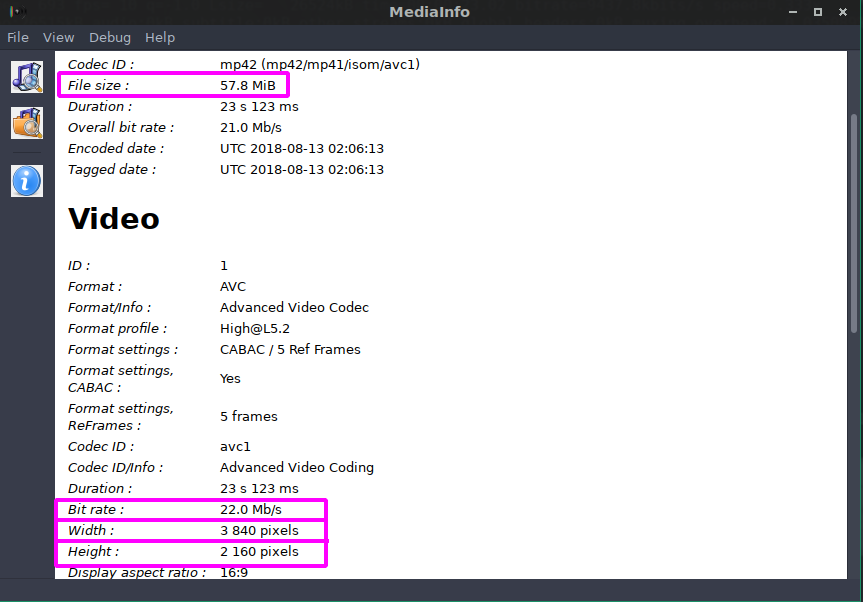 MediaInfo
File View Debug Help
Codec ID : mp42 (mp42/mp41/isom/avc1)
File size : 57.8 MiB
Duration : 23 s 123 ms
Overall bit rate : 21.0 Mb/s
Encoded date : UTC 2018-08-13 02:06:13
Tagged date : UTC 2018-08-13 02:06:13
Video
ID : 1
Format : AVC
Format/Info : Advanced Video Codec
Format profile : High@L5.2
Format settings : CABAC / 5 Ref Frames
Format settings,
CABAC : Yes
Format settings,
ReFrames : 5 frames
Codec ID : avc1
Codec ID/Info : Advanced Video Coding
Duration : 23 s 123 ms
Bit rate : 22.0 Mb/s
Width : 3 840 pixels
Height : 2 160 pixels
Display aspect ratio : 16:9